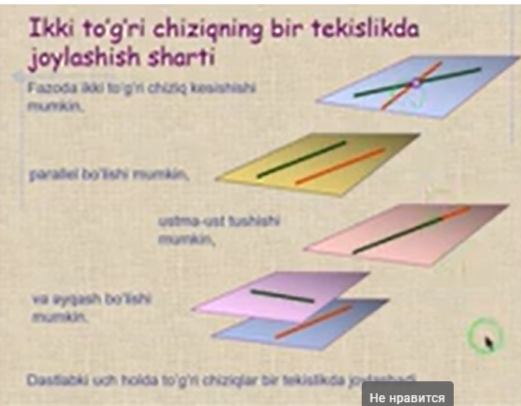 Ikki to'g'ri chiziqning bir tekislikda
joylashish sharti
Fazoda ikki to'g'ri chiziq kesishishi
mumkin,
parallel bo'lishi mumkin,
ustma-ust tushishi
mumkin,
va ayqash bo'lishi
mumkin.
Dastlabki uch holda to'g'ri chiziqlar bir tekislikda joylashadi.
Не нравится